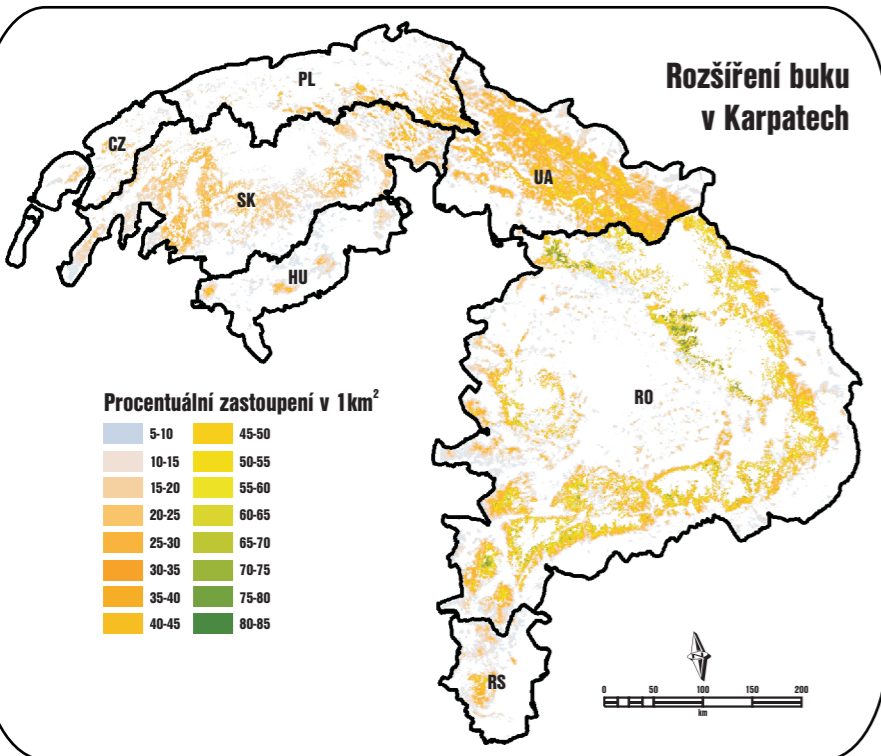 Rozšíření buku
v Karpatech
PL
CZ
SK
UA
HU
RO
RS
Procentuální zastoupení v 1km²
5-10
10-15
15-20
20-25
25-30
30-35
35-40
40-45
45-50
50-55
55-60
60-65
65-70
70-75
75-80
80-85
0 50 100 150 200
km